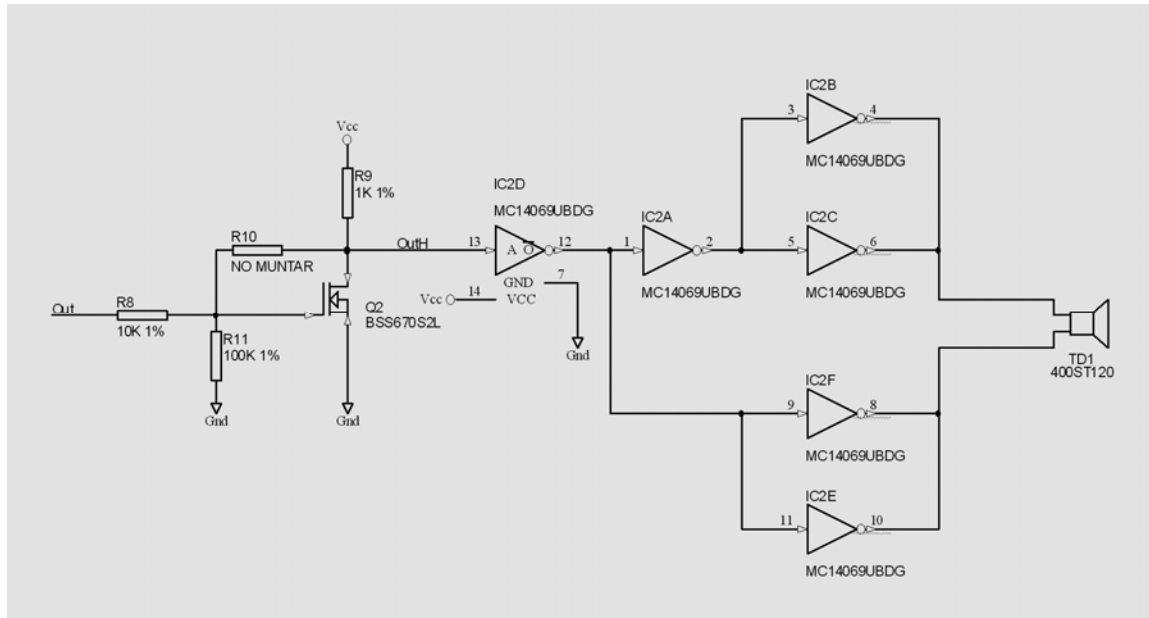 IC2B
3
4
MC14069UBDG
Vcc
R9
1K 1%
IC2D
MC14069UBDG
IC2A
IC2C
R10
NO MUNTAR
OutH
13
A O
12
1
2
5
6
MC14069UBDG
MC14069UBDG
GND
7
Vcc
14
VCC
Q2
BSS670S2L
Out
R8
10K 1%
R11
100K 1%
Gnd
Gnd
Gnd
TD1
400ST120
IC2F
9
8
MC14069UBDG
IC2E
11
10
MC14069UBDG